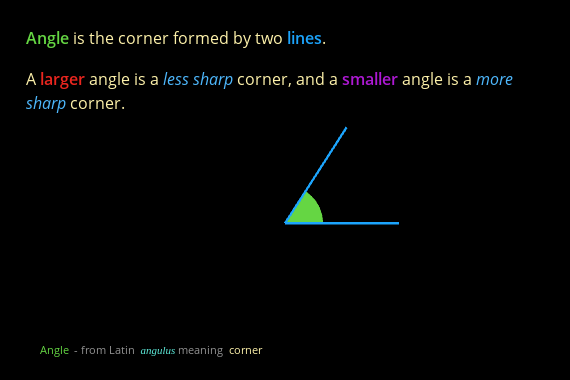 Angle is the corner formed by two lines.
A larger angle is a less sharp corner, and a smaller angle is a more
sharp corner.
Angle - from Latin angulus meaning corner